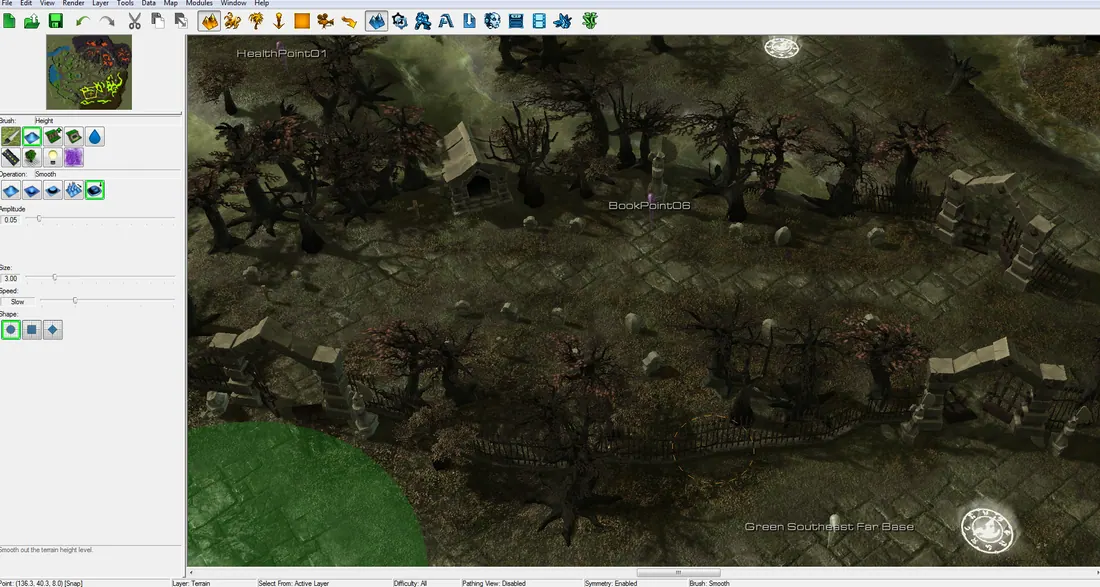 File Edit View Render Layer Tools Data Map Modules Window Help
Brush: Height
Operation: Smooth
Amplitude
0.05
Size:
3.00
Speed:
Slow
Shape:
HealthPoint01
BookPoint06
Green Southeast Far Base
Smooth out the terrain height level.
Point: (136.3, 40.3, 8.0) [Snap] Layer: Terrain Select From: Active Layer Difficulty: All Pathing View: Disabled Symmetry: Enabled Brush: Smooth